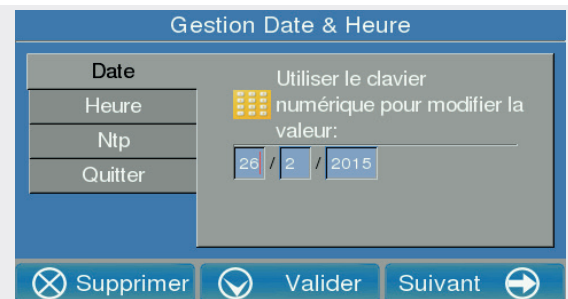 Gestion Date & Heure
Date
Heure
Ntp
Quitter
Utiliser le clavier
numérique pour modifier la
valeur:
26 / 2 / 2015
Supprimer
Valider
Suivant